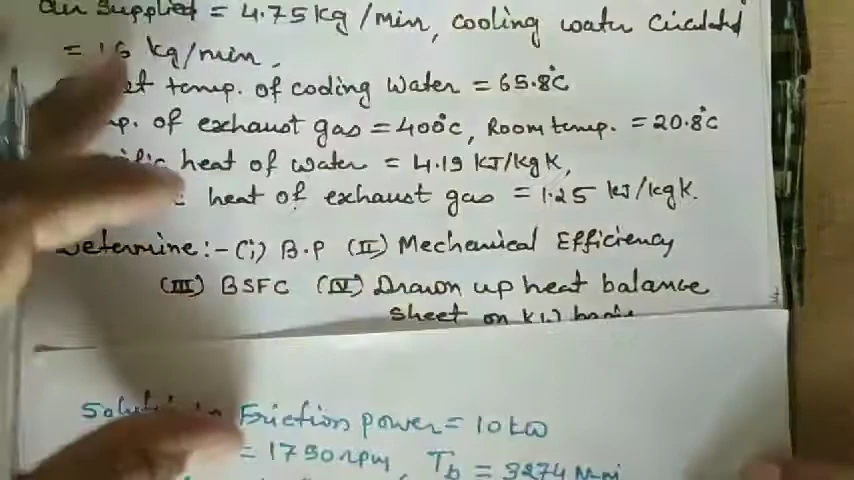 air supplied = 4.75 kg/min, cooling water circulated
= 16 kg/min.
temp. of cooling water = 65.8°C
of exhaust gas = 400°C, Room temp. = 20.8°C
heat of water = 4.19 KJ/kgK,
heat of exhaust gas = 1.25 kJ/kgK.
Determine:- (i) B.P (II) Mechanical Efficiency
(III) BSFC (IV) Drawn up heat balance
sheet on
Friction power = 10 kW
rpm, Tb =